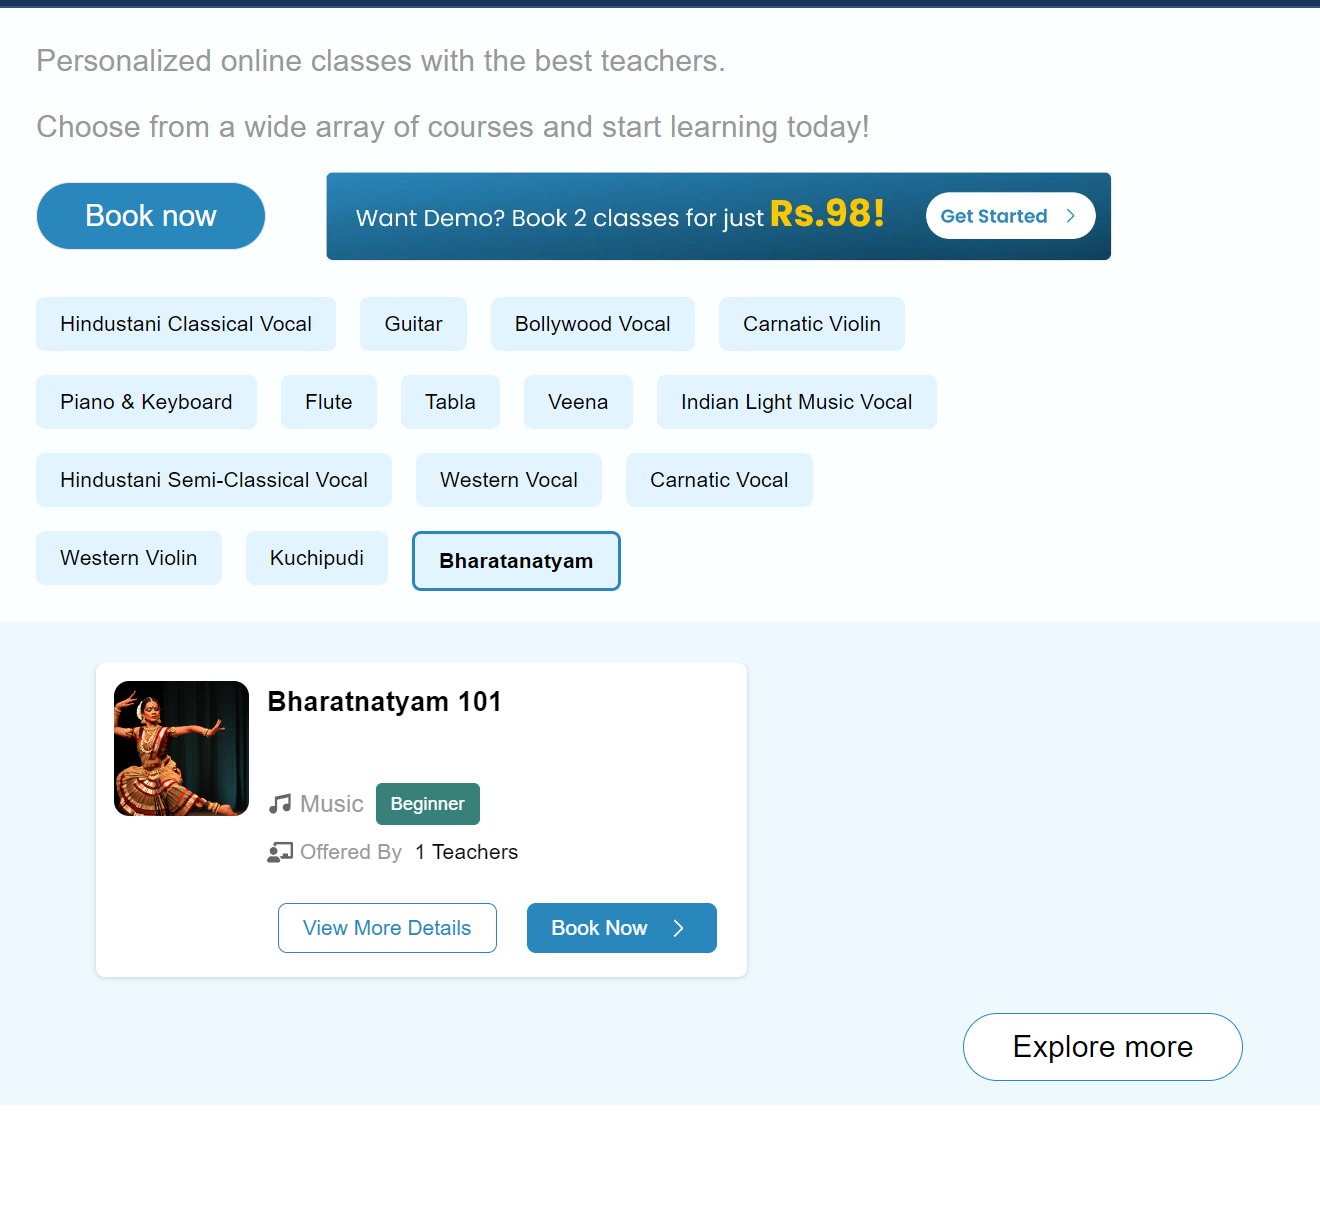 Personalized online classes with the best teachers.
Choose from a wide array of courses and start learning today!
Book now
Want Demo? Book 2 classes for just Rs.98!
Get Started
Hindustani Classical Vocal
Guitar
Bollywood Vocal
Carnatic Violin
Piano & Keyboard
Flute
Tabla
Veena
Indian Light Music Vocal
Hindustani Semi-Classical Vocal
Western Vocal
Carnatic Vocal
Western Violin
Kuchipudi
Bharatanatyam
Bharatnatyam 101
Music
Beginner
Offered By 1 Teachers
View More Details
Book Now
Explore more